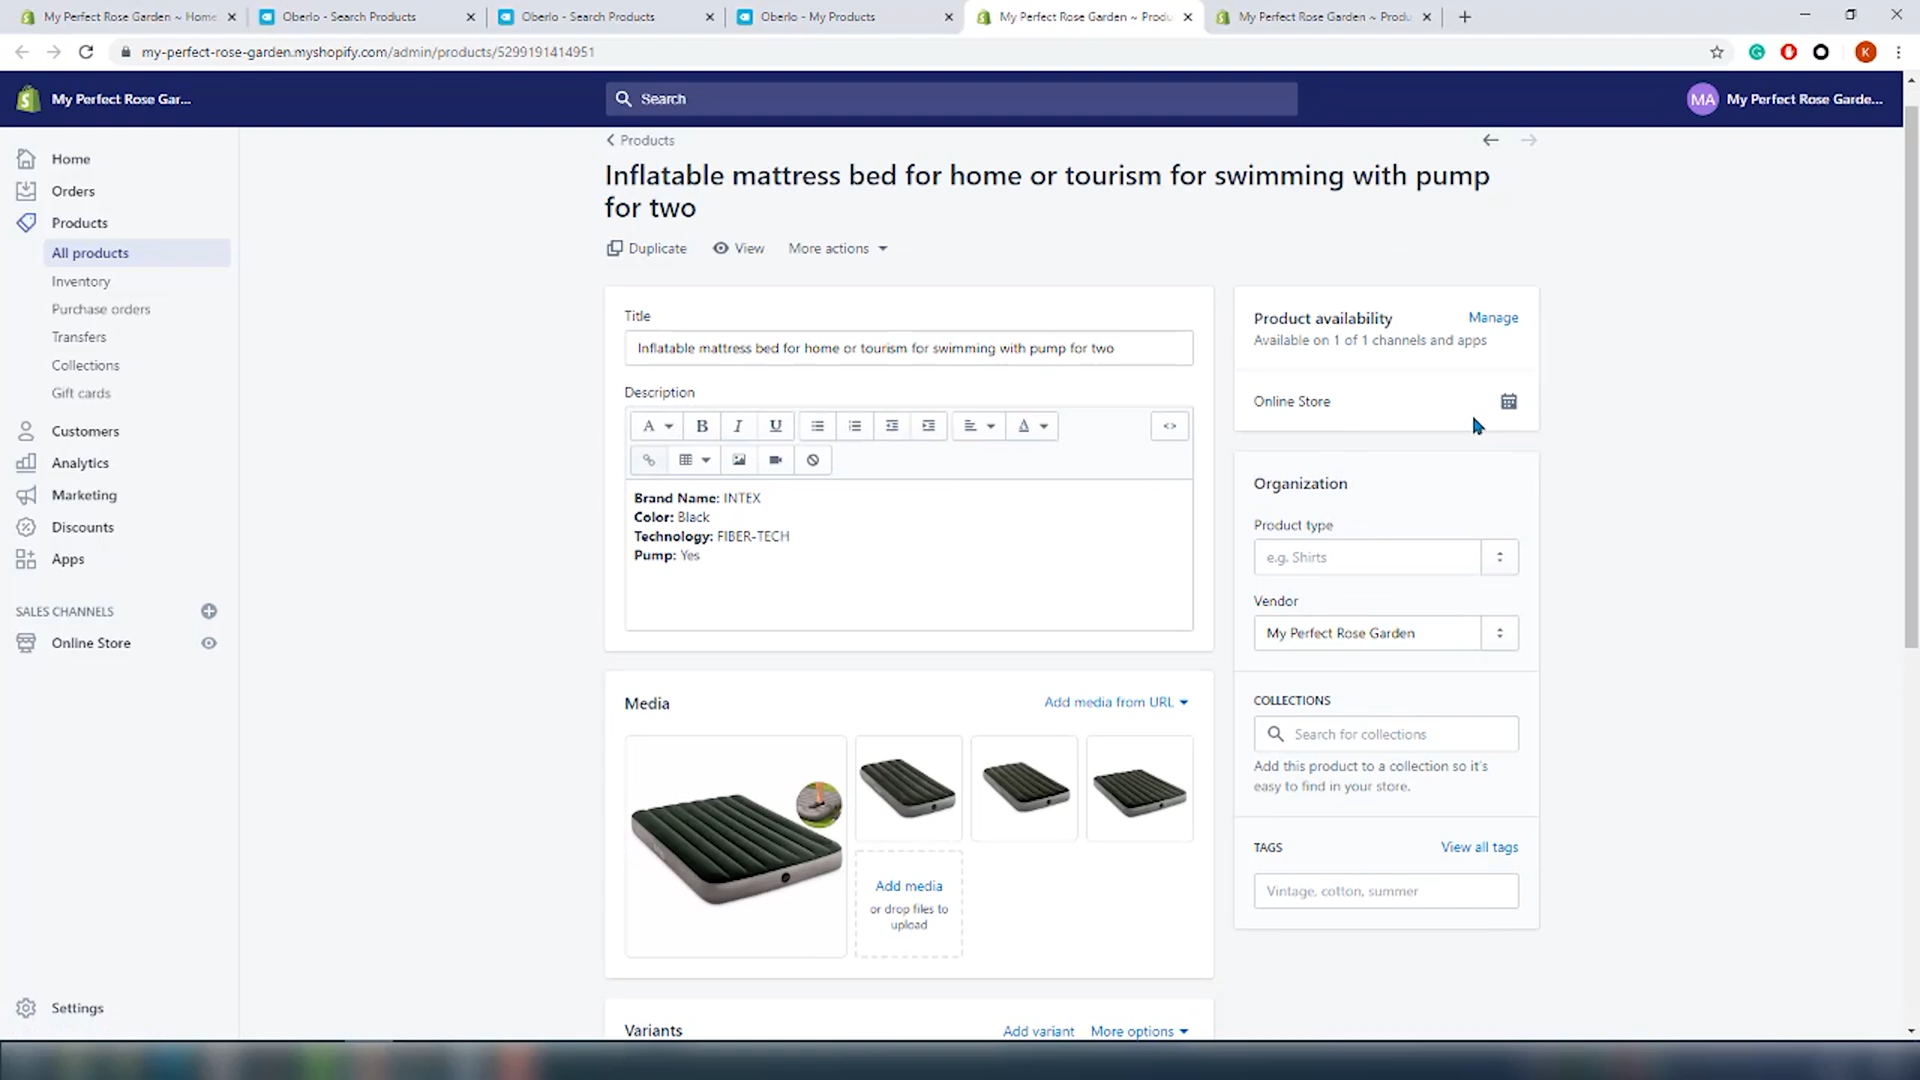 My Perfect Rose Garden ~ Home
Oberlo - Search Products
Oberlo - Search Products
Oberlo - My Products
My Perfect Rose Garden ~ Produ
My Perfect Rose Garden ~ Produ
my-perfect-rose-garden.myshopify.com/admin/products/5299191414951
K
My Perfect Rose Gar...
Search
MA
My Perfect Rose Garde...
Home
Orders
Products
All products
Inventory
Purchase orders
Transfers
Collections
Gift cards
Customers
Analytics
Marketing
Discounts
Apps
SALES CHANNELS
Online Store
Settings
Products
Inflatable mattress bed for home or tourism for swimming with pump
for two
Duplicate
View
More actions
Title
Inflatable mattress bed for home or tourism for swimming with pump for two
Description
A
B
I
U
A
<>
Brand Name: INTEX
Color: Black
Technology: FIBER-TECH
Pump: Yes
Media
Add media from URL
Add media
or drop files to
upload
Variants
Add variant
More options
Product availability
Manage
Available on 1 of 1 channels and apps
Online Store
Organization
Product type
e.g. Shirts
Vendor
My Perfect Rose Garden
COLLECTIONS
Search for collections
Add this product to a collection so it's
easy to find in your store.
TAGS
View all tags
Vintage, cotton, summer